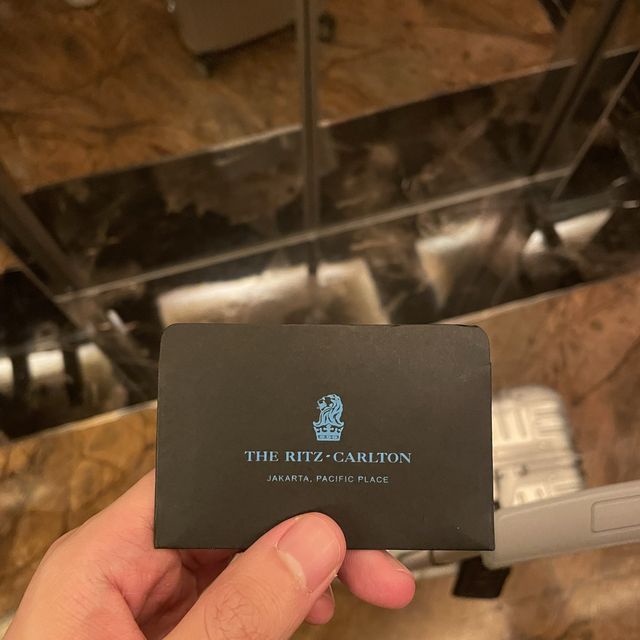 THE RITZ-CARLTON
JAKARTA, PACIFIC PLACE